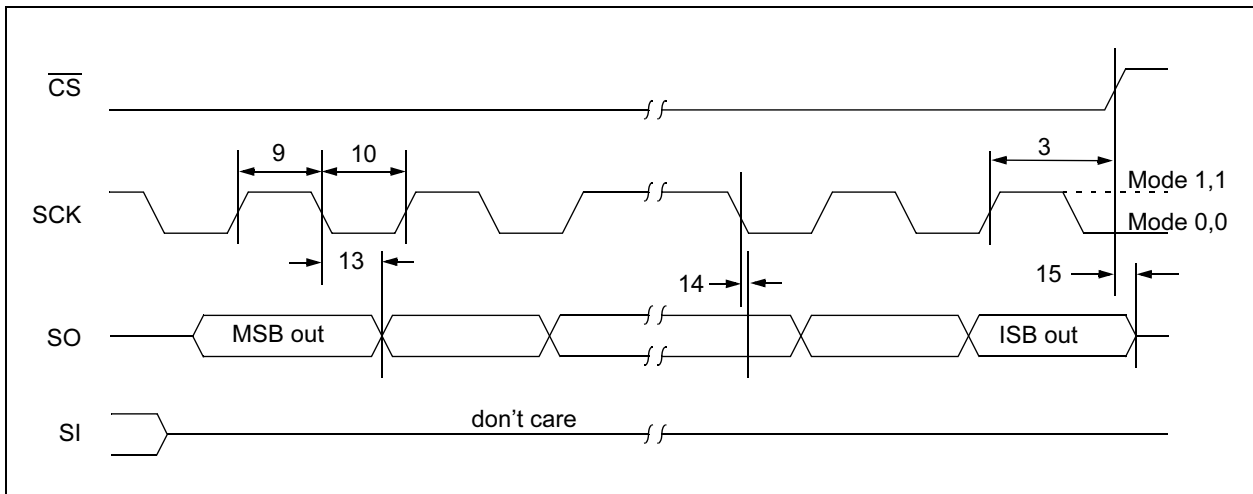 CS
9
10
3
Mode 1,1
SCK
Mode 0,0
13
14
15
SO
MSB out
ISB out
don’t care
SI